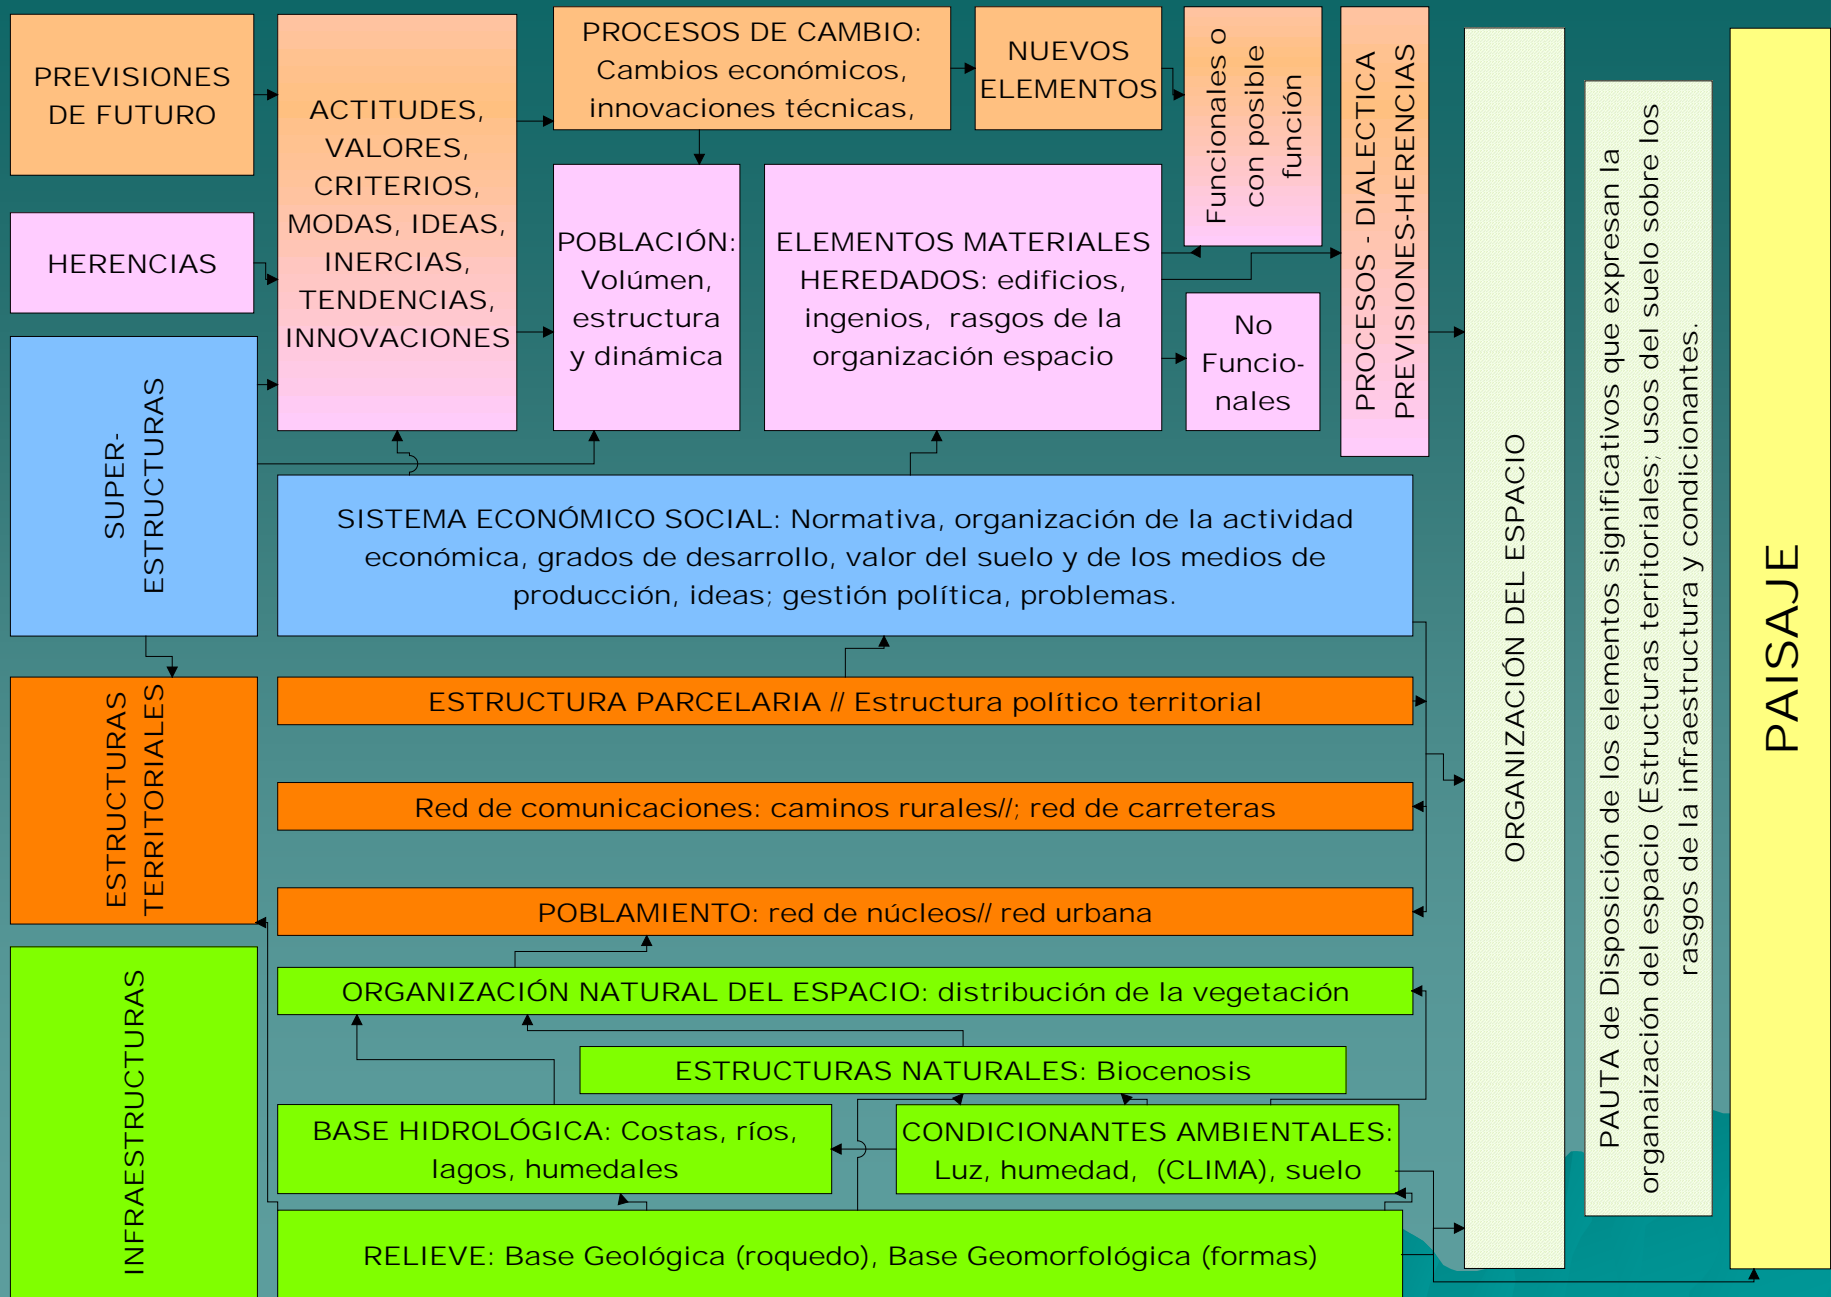 PREVISIONES
DE FUTURO
HERENCIAS
SUPER-
ESTRUCTURAS
ESTRUCTURAS
TERRITORIALES
INFRAESTRUCTURAS
ACTITUDES,
VALORES,
CRITERIOS,
MODAS, IDEAS,
INERCIAS,
TENDENCIAS,
INNOVACIONES
PROCESOS DE CAMBIO:
Cambios económicos,
innovaciones técnicas,
NUEVOS
ELEMENTOS
Funcionales o
con posible
función
POBLACIÓN:
Volúmen,
estructura
y dinámica
ELEMENTOS MATERIALES
HEREDADOS: edificios,
ingenios, rasgos de la
organización espacio
No
Funcio-
nales
PROCESOS - DIALECTICA
PREVISIONES-HERENCIAS
SISTEMA ECONÓMICO SOCIAL: Normativa, organización de la actividad
económica, grados de desarrollo, valor del suelo y de los medios de
producción, ideas; gestión política, problemas.
ESTRUCTURA PARCELARIA // Estructura político territorial
Red de comunicaciones: caminos rurales//; red de carreteras
POBLAMIENTO: red de núcleos// red urbana
ORGANIZACIÓN NATURAL DEL ESPACIO: distribución de la vegetación
ESTRUCTURAS NATURALES: Biocenosis
BASE HIDROLÓGICA: Costas, ríos,
lagos, humedales
CONDICIONANTES AMBIENTALES:
Luz, humedad, (CLIMA), suelo
RELIEVE: Base Geológica (roquedo), Base Geomorfológica (formas)
ORGANIZACIÓN DEL ESPACIO
PAUTA de Disposición de los elementos significativos que expresan la
organización del espacio (Estructuras territoriales; usos del suelo sobre los
rasgos de la infraestructura y condicionantes.
PAISAJE